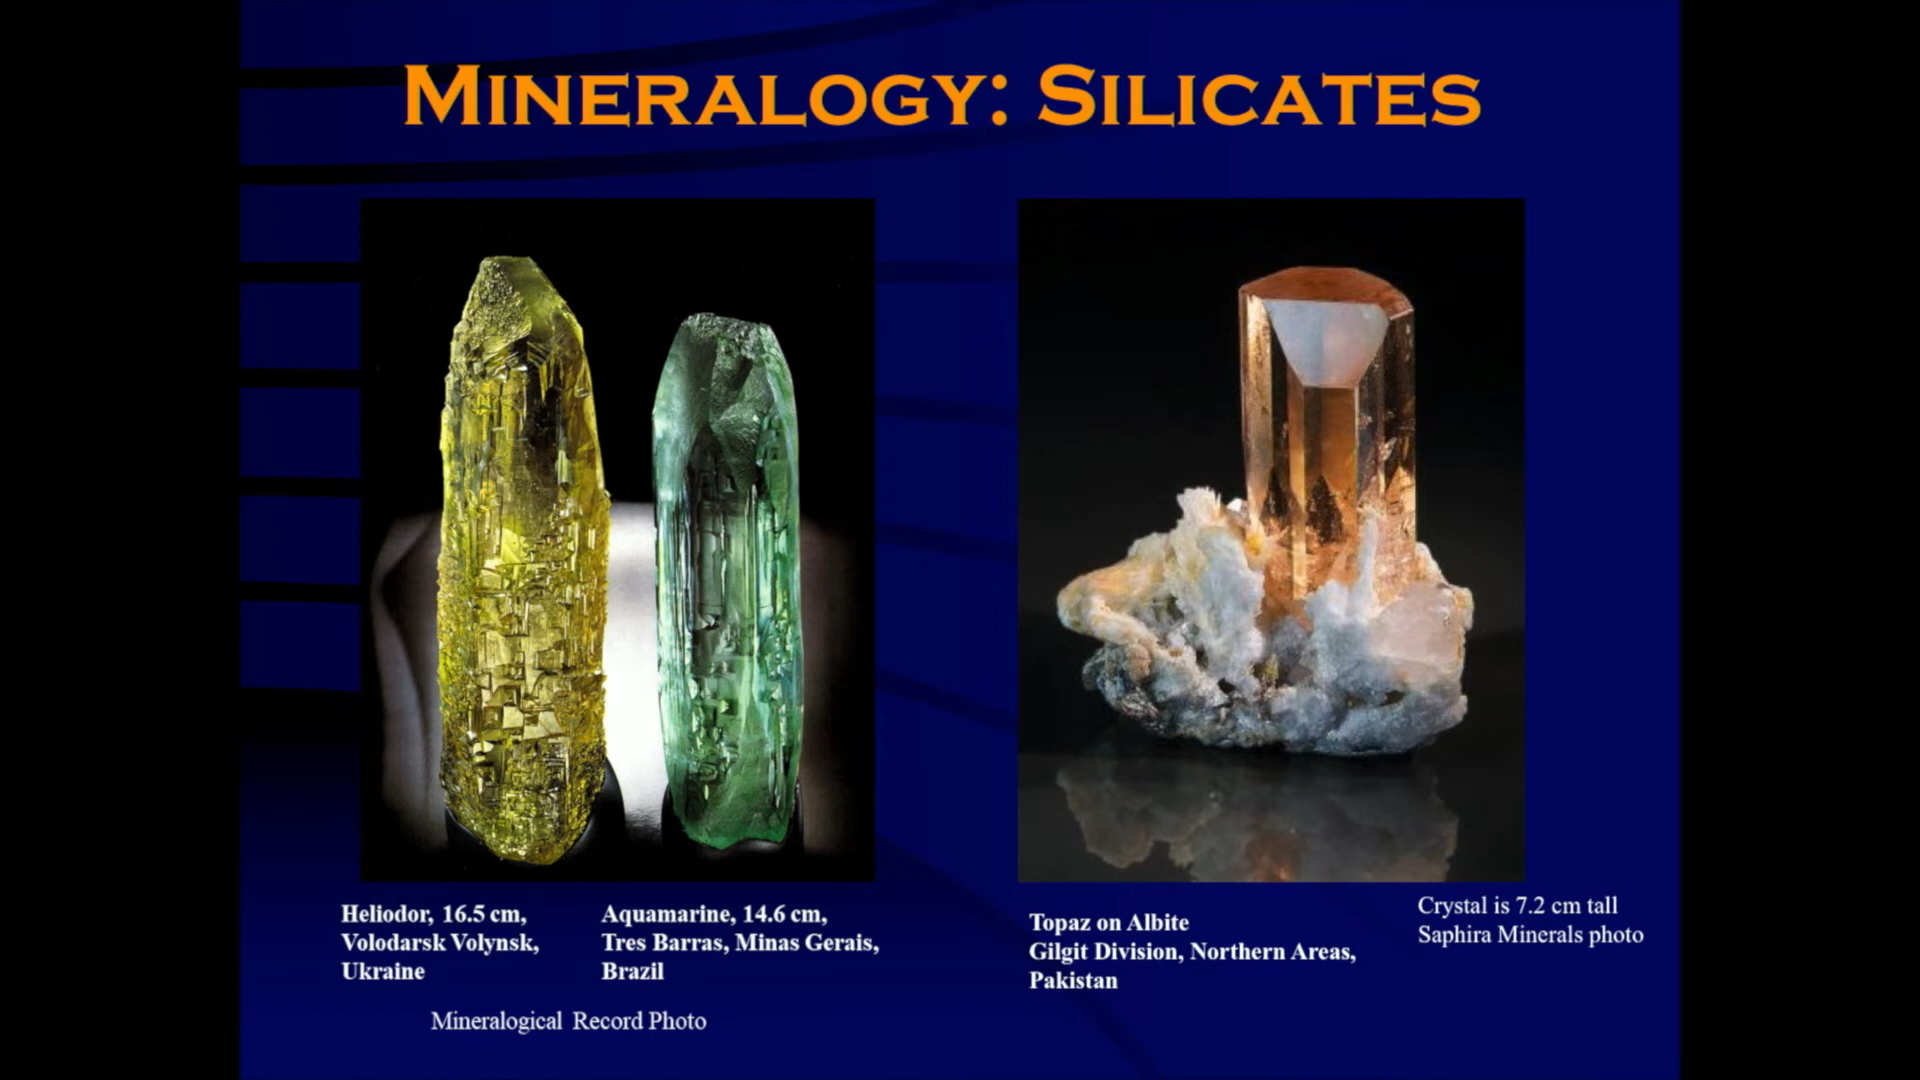 MINERALOGY: SILICATES
Heliodor, 16.5 cm,
Volodarsk Volynsk,
Ukraine
Aquamarine, 14.6 cm,
Tres Barras, Minas Gerais,
Brazil
Mineralogical Record Photo
Topaz on Albite
Gilgit Division, Northern Areas,
Pakistan
Crystal is 7.2 cm tall
Saphira Minerals photo